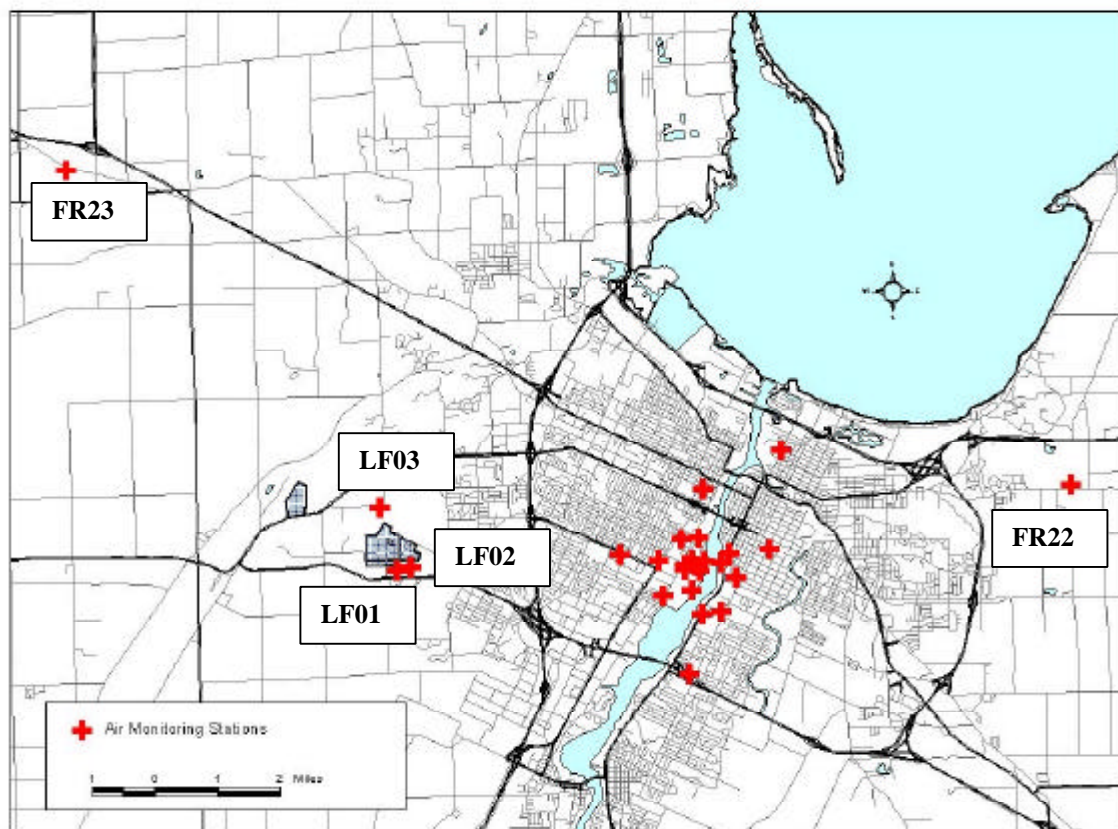 FR23
LF03
LF02
FR22
LF01
Air Monitoring Stations
1 0 1 2 Miles